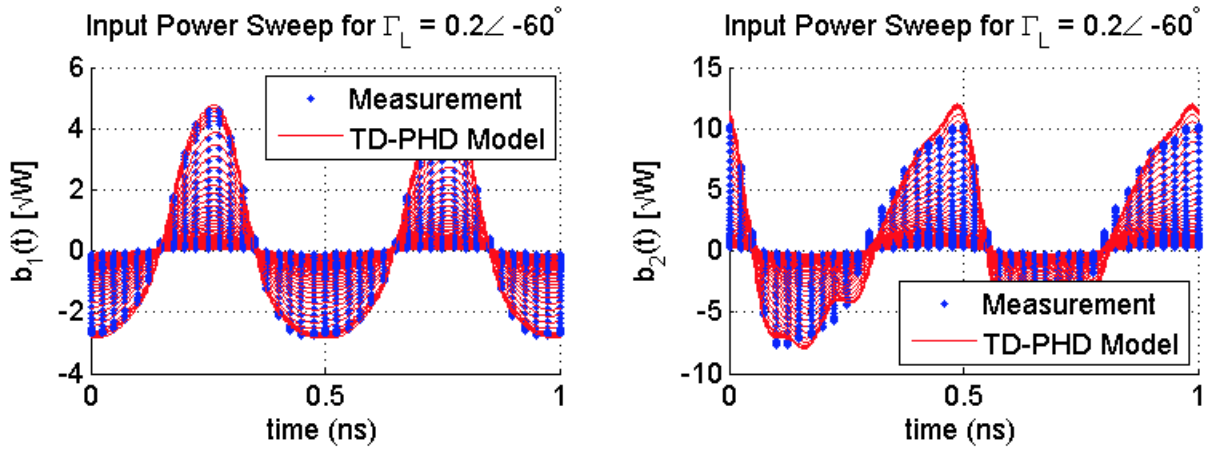 Input Power Sweep for Γ_L = 0.2∠ -60°
6
4
2
0
-2
-4
b_1(t) [√W]
Measurement
TD-PHD Model
0
0.5
1
time (ns)
Input Power Sweep for Γ_L = 0.2∠ -60°
15
10
5
0
-5
-10
b_2(t) [√W]
Measurement
TD-PHD Model
0
0.5
1
time (ns)